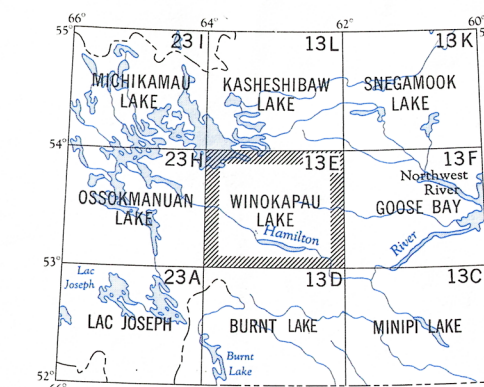 66° 64° 62° 60°
55° 23I 13L 13K
MICHIKAMAU
LAKE
KASHESHIBAW
LAKE
SNEGAMOOK
LAKE
54° 23H 13E 13F
OSSOKMANUAN
LAKE
WINOKAPAU
LAKE
Hamilton
Northwest
River
GOOSE BAY
River
53° 23A 13D 13C
Lac
Joseph
LAC JOSEPH
BURNT LAKE
MINIPI LAKE
Burnt
Lake
52°
66°